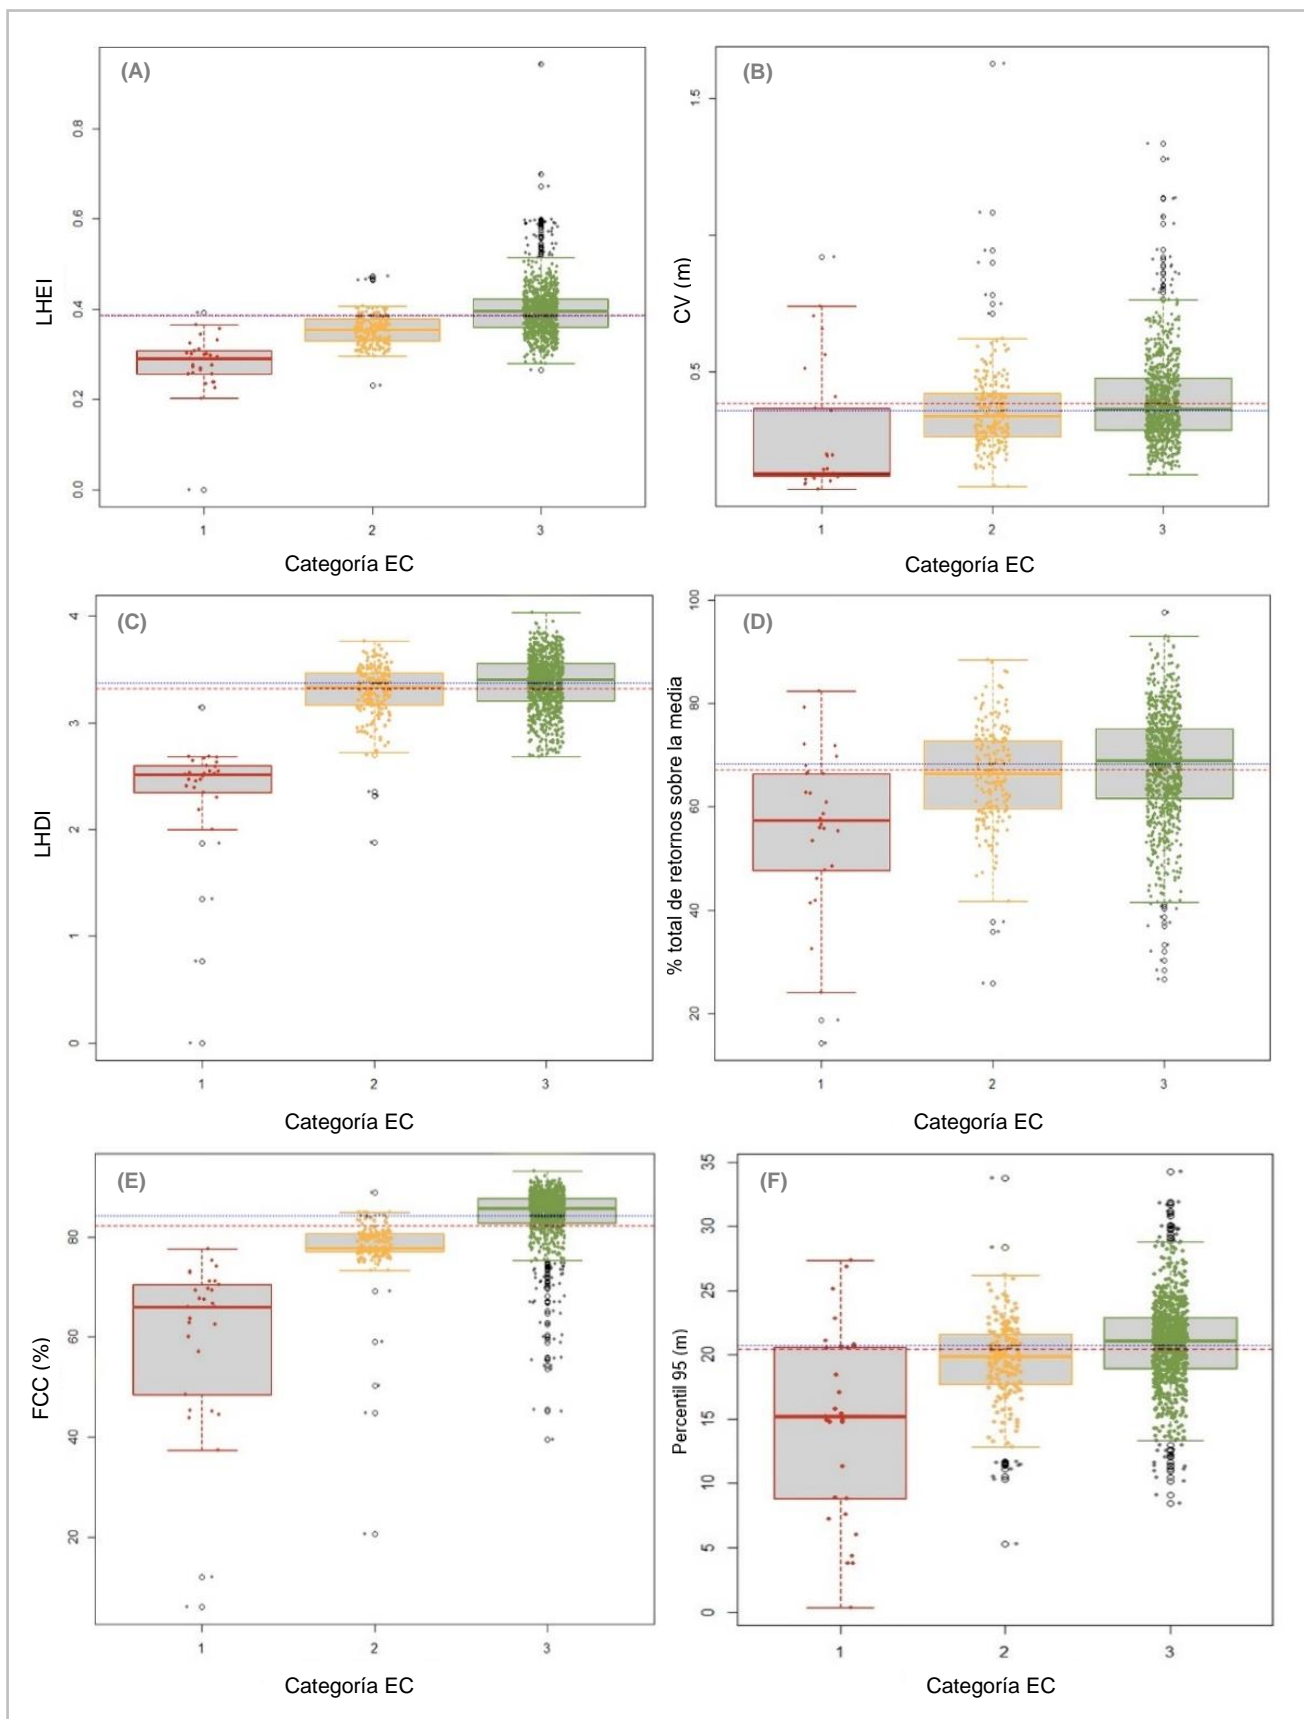 (A)
LHEI
0.8
0.6
0.4
0.2
0.0
1 2 3
Categoría EC
(B)
CV (m)
1.5
0.5
1 2 3
Categoría EC
(C)
LHDI
4
3
2
1
0
1 2 3
Categoría EC
(D)
% total de retornos sobre la media
100
80
60
40
20
1 2 3
Categoría EC
(E)
FCC (%)
80
60
40
20
1 2 3
Categoría EC
(F)
Percentil 95 (m)
35
30
25
20
15
10
5
0
1 2 3
Categoría EC